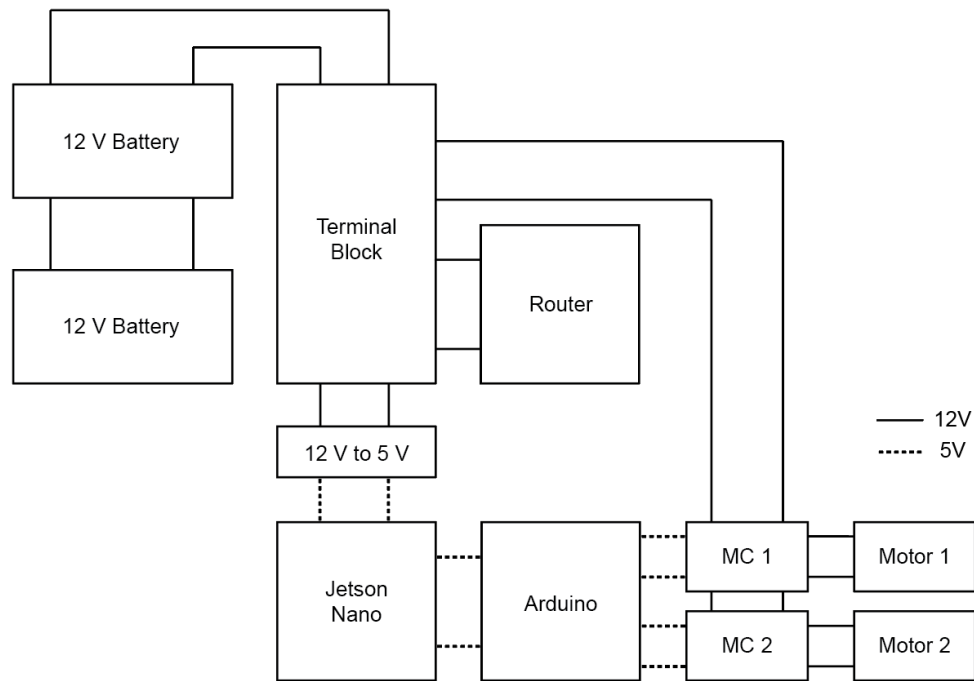 12 V Battery
Terminal
Block
12 V Battery
Router
12V
5V
12 V to 5 V
Jetson
Nano
Arduino
MC 1
Motor 1
MC 2
Motor 2